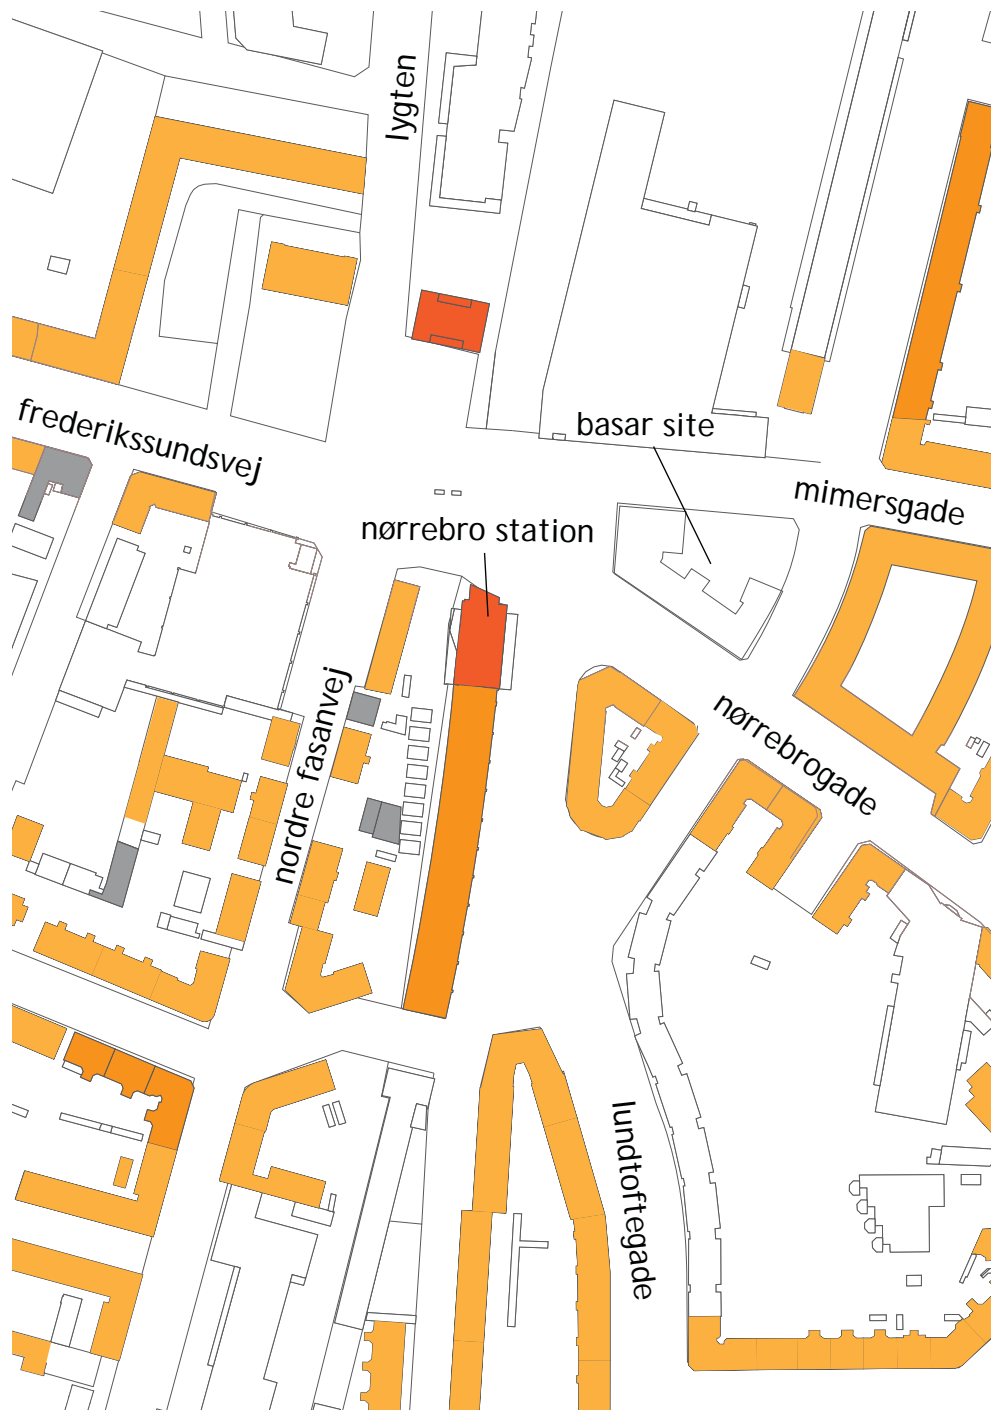 lygten
frederikssundsvej
basar site
mimersgade
nørrebro station
nordre fasanvej
nørrebrogade
lundtoftegade